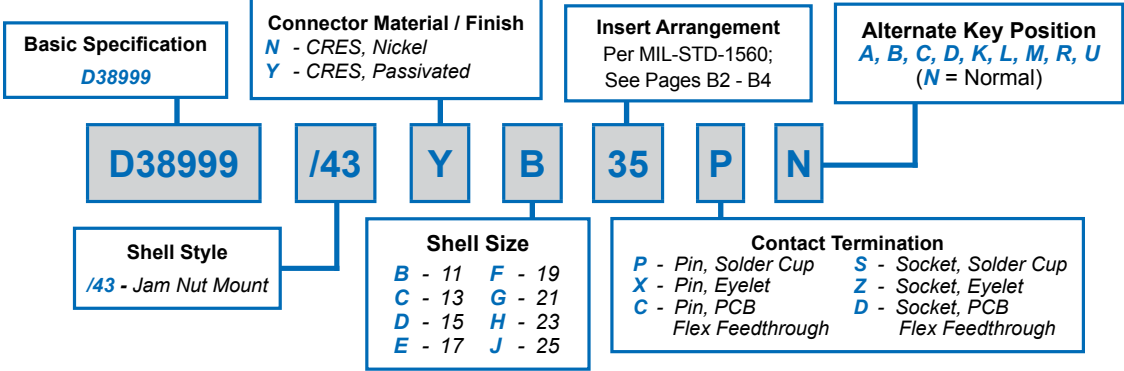 Basic Specification
D38999
Connector Material / Finish
N - CRES, Nickel
Y - CRES, Passivated
Insert Arrangement
Per MIL-STD-1560;
See Pages B2 - B4
Alternate Key Position
A, B, C, D, K, L, M, R, U
(N = Normal)
D38999 /43 Y B 35 P N
Shell Style
/43 - Jam Nut Mount
Shell Size
B - 11 F - 19
C - 13 G - 21
D - 15 H - 23
E - 17 J - 25
Contact Termination
P - Pin, Solder Cup S - Socket, Solder Cup
X - Pin, Eyelet Z - Socket, Eyelet
C - Pin, PCB D - Socket, PCB
Flex Feedthrough Flex Feedthrough